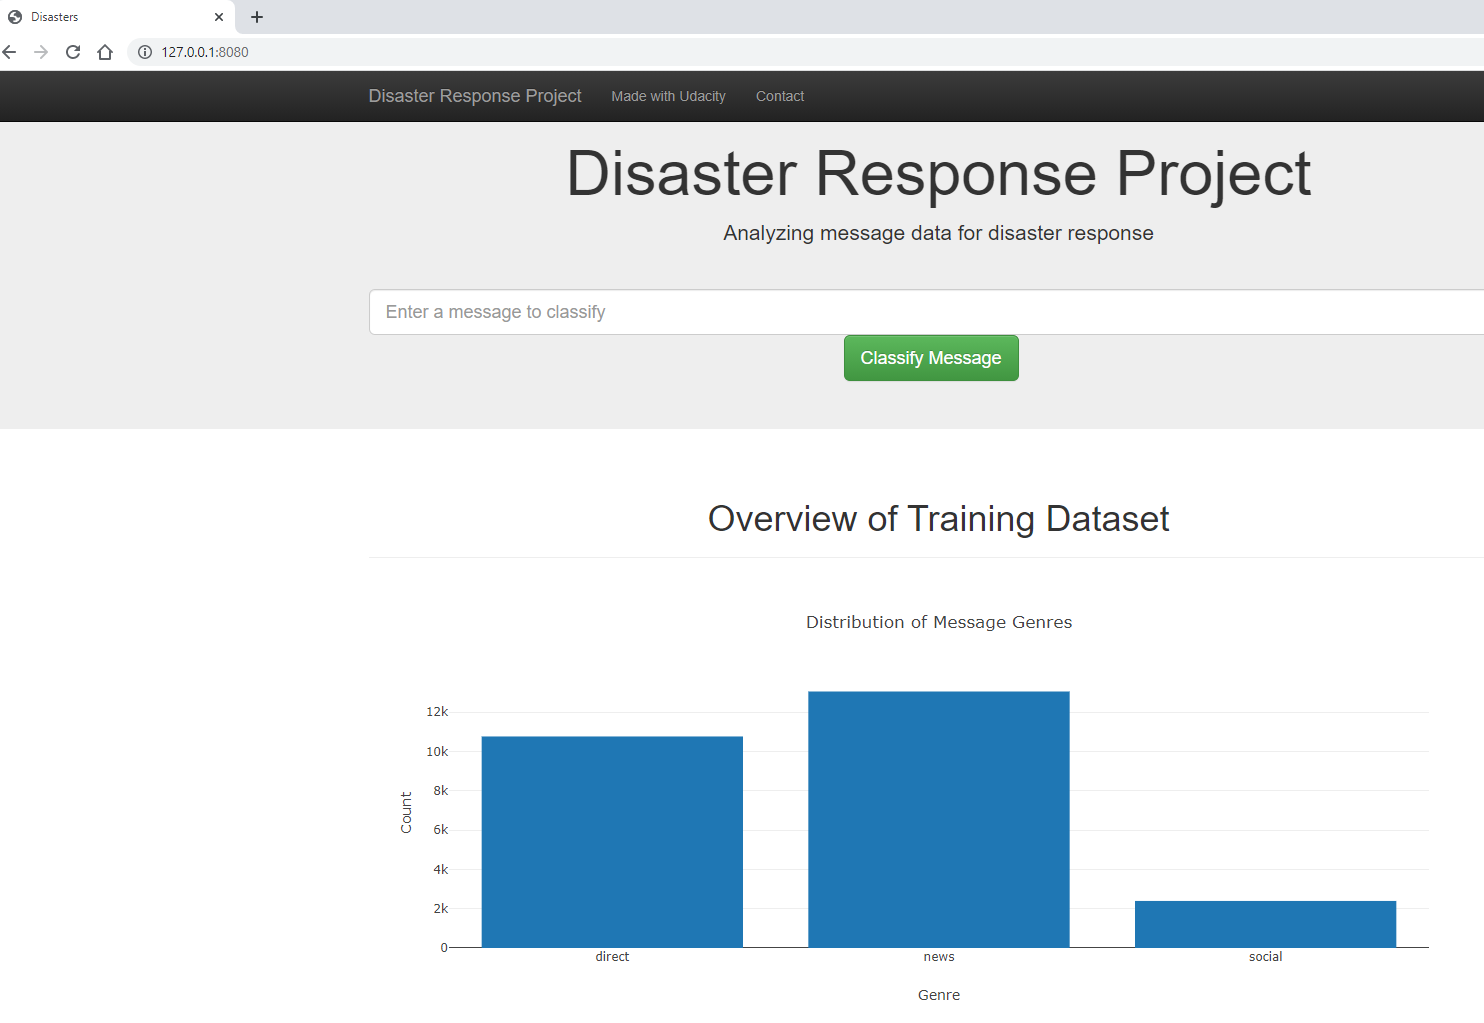 Disasters
127.0.0.1:8080
Disaster Response Project Made with Udacity Contact
Disaster Response Project
Analyzing message data for disaster response
Enter a message to classify
Classify Message
Overview of Training Dataset
Distribution of Message Genres
12k
10k
8k
6k
4k
2k
0
Count
direct news social
Genre